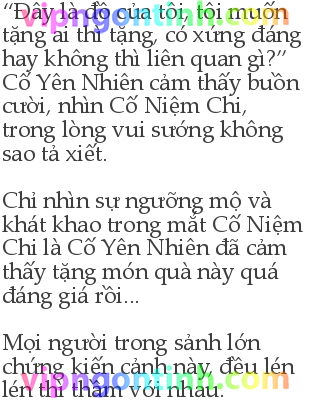 “Đây là đồ của tôi, tôi muốn
tặng ai thì tặng, có xứng đáng
hay không thì liên quan gì?”
Cố Yên Nhiên cảm thấy buồn
cười, nhìn Cố Niệm Chi,
trong lòng vui sướng không
sao tả xiết.
Chỉ nhìn sự ngưỡng mộ và
khát khao trong mắt Cố Niệm
Chi là Cố Yên Nhiên đã cảm
thấy tặng món quà này quá
đáng giá rồi...
Mọi người trong sảnh lớn
chứng kiến cảnh này, đều lén
lén thì thầm với nhau.
vipngontinh.com
vipngontinh.com